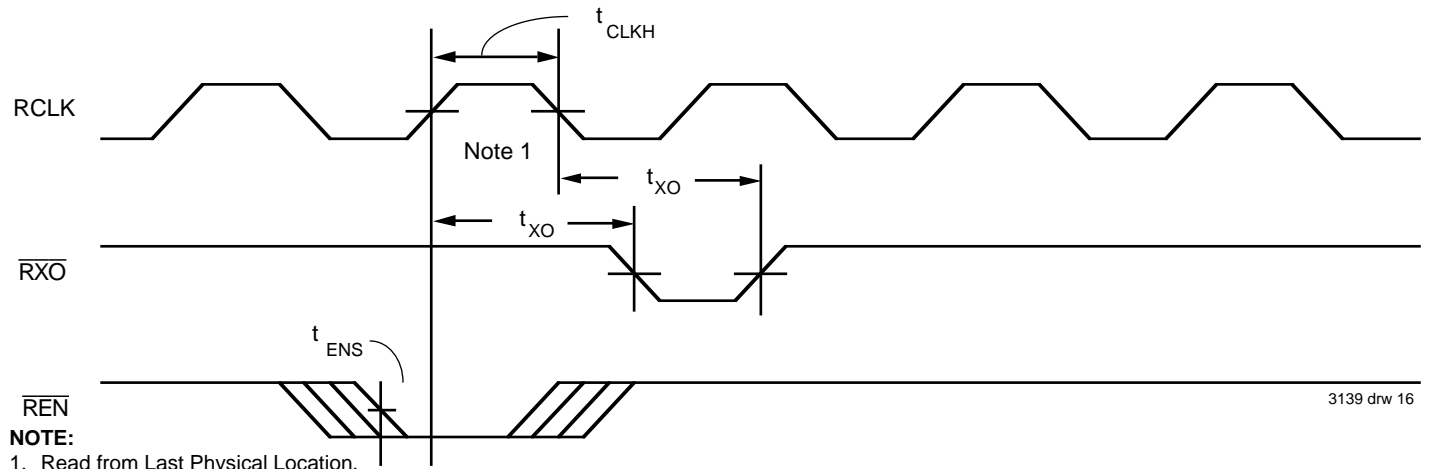 t CLKH
RCLK
Note 1
t XO
t XO
RXO
t ENS
REN
3139 drw 16
NOTE:
1. Read from Last Physical Location.